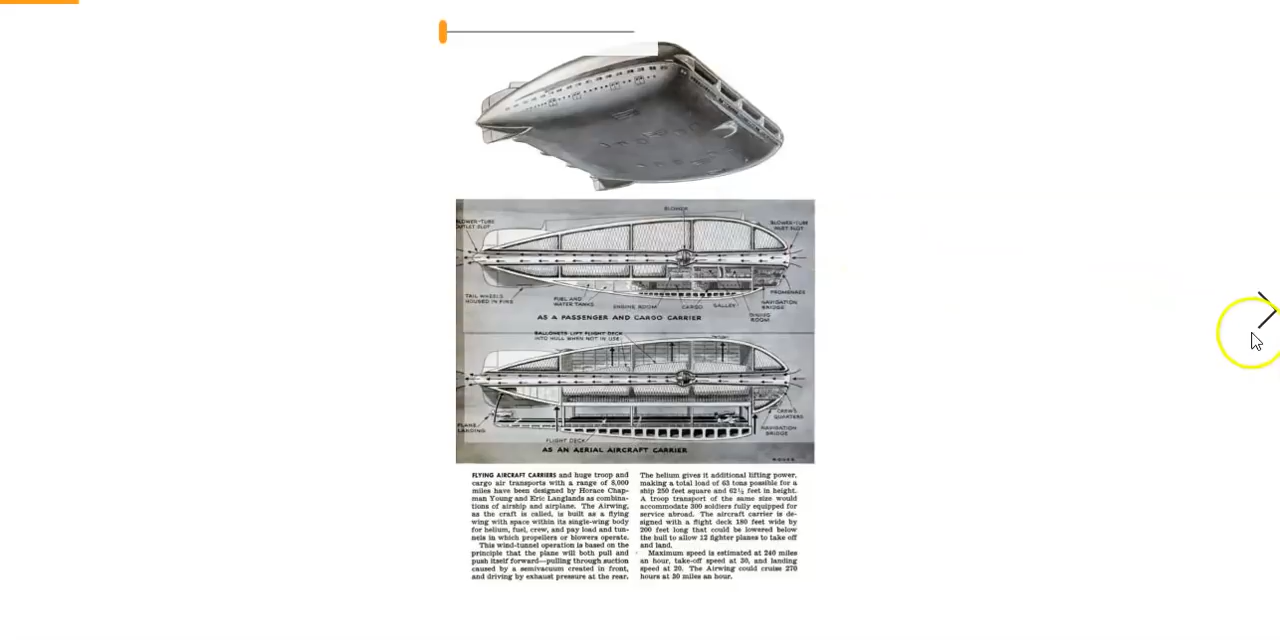 BLOWER
BLOWER-TUBE
OUTLET SLOT
BLOWER-TUBE
INLET SLOT
TAIL WHEELS
HOUSED IN FINS
FUEL AND
WATER TANKS
ENGINE ROOM
CARGO
GALLEY
DINING
ROOM
NAVIGATION
BRIDGE
PROMENADE
AS A PASSENGER AND CARGO CARRIER
BALLONETS LIFT FLIGHT DECK
INTO HULL WHEN NOT IN USE
PLANE
LANDING
FLIGHT DECK
CREW'S
QUARTERS
NAVIGATION
BRIDGE
AS AN AERIAL AIRCRAFT CARRIER
FLYING AIRCRAFT CARRIERS and huge troop and
cargo air transports with a range of 8,000
miles have been designed by Horace Chap-
man Young and Eric Langlands as combina-
tions of airship and airplane. The Airwing,
as the craft is called, is built as a flying
wing with space within its single-wing body
for helium, fuel, crew, and pay load and tun-
nels in which propellers or blowers operate.
This wind-tunnel operation is based on the
principle that the plane will both pull and
push itself forward—pulling through suction
caused by a semivacuum created in front,
and driving by exhaust pressure at the rear.
The helium gives it additional lifting power,
making a total load of 63 tons possible for a
ship 250 feet square and 62½ feet in height.
A troop transport of the same size would
accommodate 300 soldiers fully equipped for
service abroad. The aircraft carrier is de-
signed with a flight deck 180 feet wide by
200 feet long that could be lowered below
the hull to allow 12 fighter planes to take off
and land.
Maximum speed is estimated at 240 miles
an hour, take-off speed at 30, and landing
speed at 20. The Airwing could cruise 270
hours at 30 miles an hour.